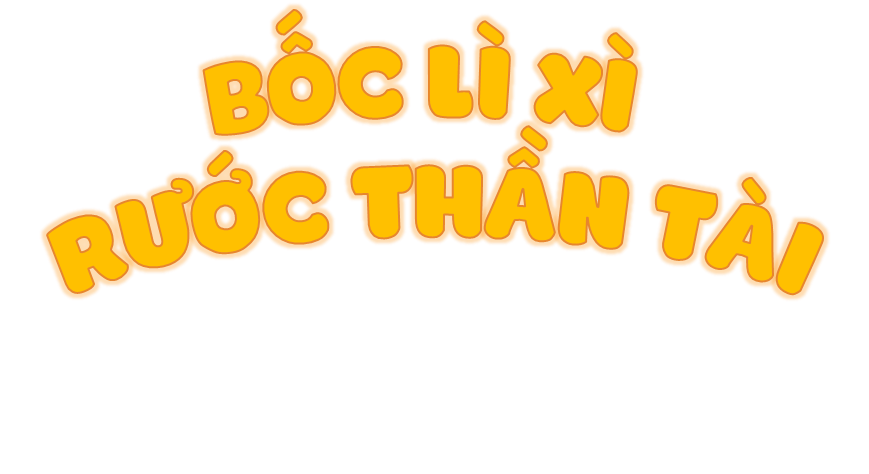 BỐC LÌ XÌ
RƯỚC THẦN TÀI